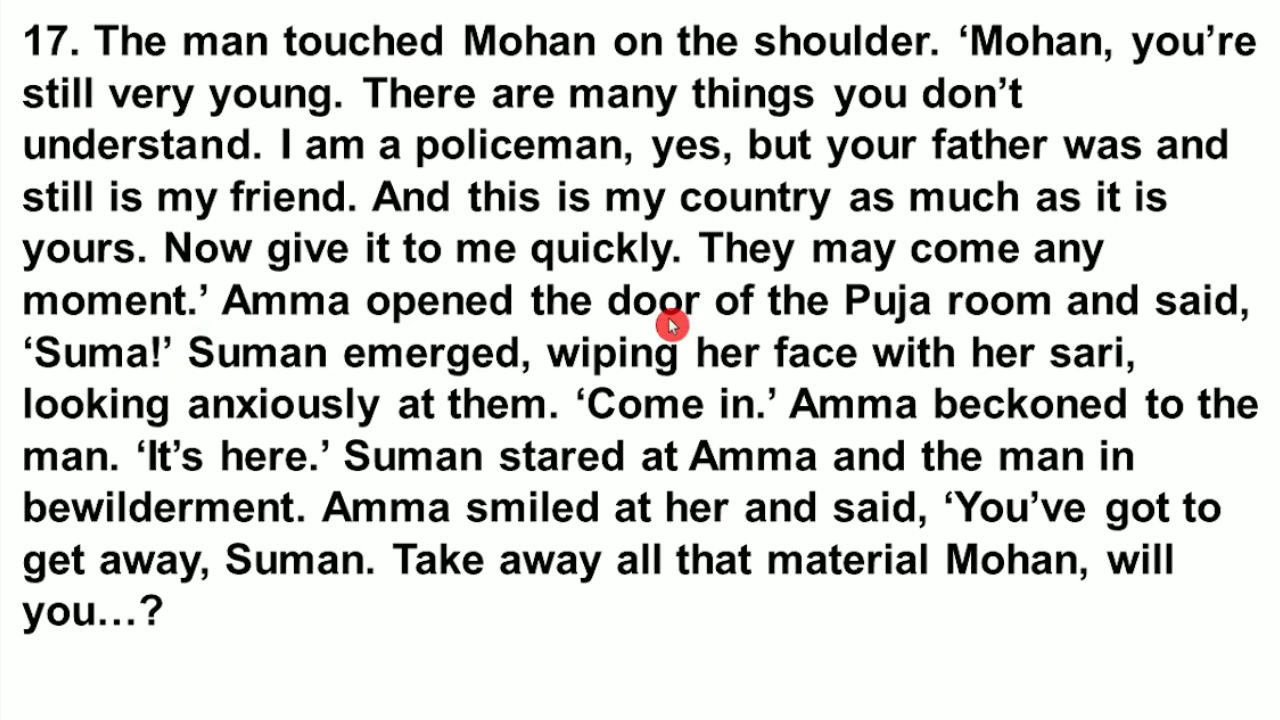 17. The man touched Mohan on the shoulder. ‘Mohan, you’re
still very young. There are many things you don’t
understand. I am a policeman, yes, but your father was and
still is my friend. And this is my country as much as it is
yours. Now give it to me quickly. They may come any
moment.’ Amma opened the door of the Puja room and said,
‘Suma!’ Suman emerged, wiping her face with her sari,
looking anxiously at them. ‘Come in.’ Amma beckoned to the
man. ‘It’s here.’ Suman stared at Amma and the man in
bewilderment. Amma smiled at her and said, ‘You’ve got to
get away, Suman. Take away all that material Mohan, will
you…?